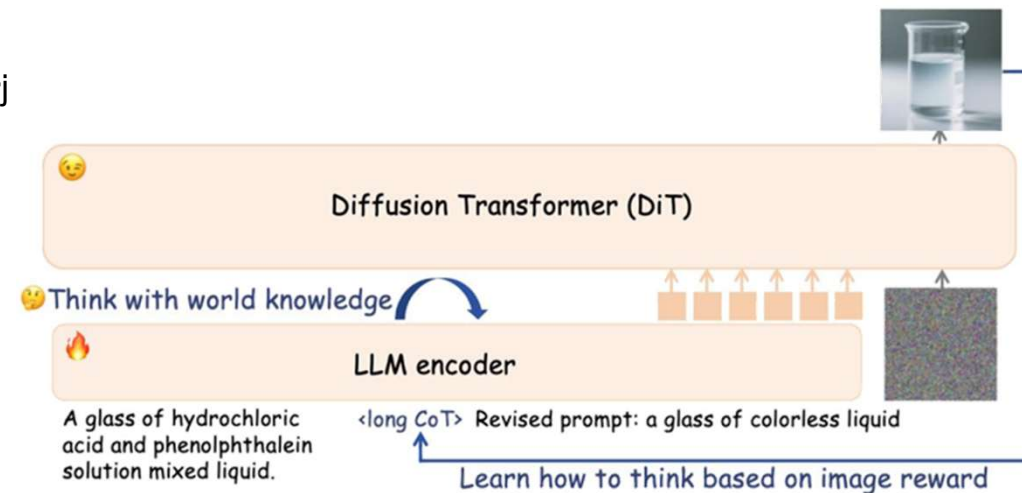 j
Diffusion Transformer (DiT)
Think with world knowledge
LLM encoder
A glass of hydrochloric
acid and phenolphthalein
solution mixed liquid.
<long CoT> Revised prompt: a glass of colorless liquid
Learn how to think based on image reward